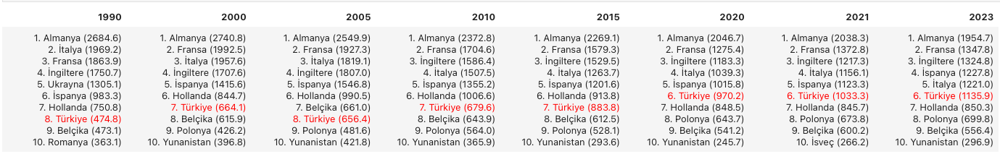 1990 2000 2005 2010 2015 2020 2021 2023
1. Almanya (2684.6) 1. Almanya (2740.8) 1. Almanya (2549.9) 1. Almanya (2372.8) 1. Almanya (2269.1) 1. Almanya (2046.7) 1. Almanya (2038.3) 1. Almanya (1954.7)
2. İtalya (1969.2) 2. Fransa (1992.5) 2. Fransa (1927.3) 2. Fransa (1704.6) 2. Fransa (1579.3) 2. Fransa (1275.4) 2. Fransa (1372.8) 2. Fransa (1347.8)
3. Fransa (1863.9) 3. İtalya (1957.6) 3. İtalya (1819.1) 3. İngiltere (1586.4) 3. İngiltere (1529.5) 3. İngiltere (1183.3) 3. İngiltere (1217.3) 3. İngiltere (1324.8)
4. İngiltere (1750.7) 4. İngiltere (1707.6) 4. İngiltere (1807.0) 4. İtalya (1507.5) 4. İtalya (1263.7) 4. İtalya (1039.3) 4. İtalya (1156.1) 4. İspanya (1227.8)
5. Ukrayna (1305.1) 5. İspanya (1415.6) 5. İspanya (1546.8) 5. İspanya (1355.2) 5. İspanya (1201.6) 5. İspanya (1015.8) 5. İspanya (1123.3) 5. İtalya (1221.0)
6. İspanya (983.3) 6. Hollanda (844.7) 6. Hollanda (990.5) 6. Hollanda (1006.6) 6. Hollanda (913.8) 6. Türkiye (970.2) 6. Türkiye (1033.3) 6. Türkiye (1135.9)
7. Hollanda (750.8) 7. Türkiye (664.1) 7. Belçika (661.0) 7. Türkiye (679.6) 7. Türkiye (883.8) 7. Hollanda (848.5) 7. Hollanda (845.7) 7. Hollanda (850.3)
8. Türkiye (474.8) 8. Belçika (615.9) 8. Türkiye (656.4) 8. Belçika (643.9) 8. Belçika (612.5) 8. Polonya (643.7) 8. Polonya (673.8) 8. Polonya (699.8)
9. Belçika (473.1) 9. Polonya (426.2) 9. Polonya (481.6) 9. Polonya (564.0) 9. Polonya (528.1) 9. Belçika (541.2) 9. Belçika (600.2) 9. Belçika (556.4)
10. Romanya (363.1) 10. Yunanistan (396.8) 10. Yunanistan (421.8) 10. Yunanistan (365.9) 10. Yunanistan (293.6) 10. Yunanistan (245.7) 10. İsveç (266.2) 10. Yunanistan (296.9)